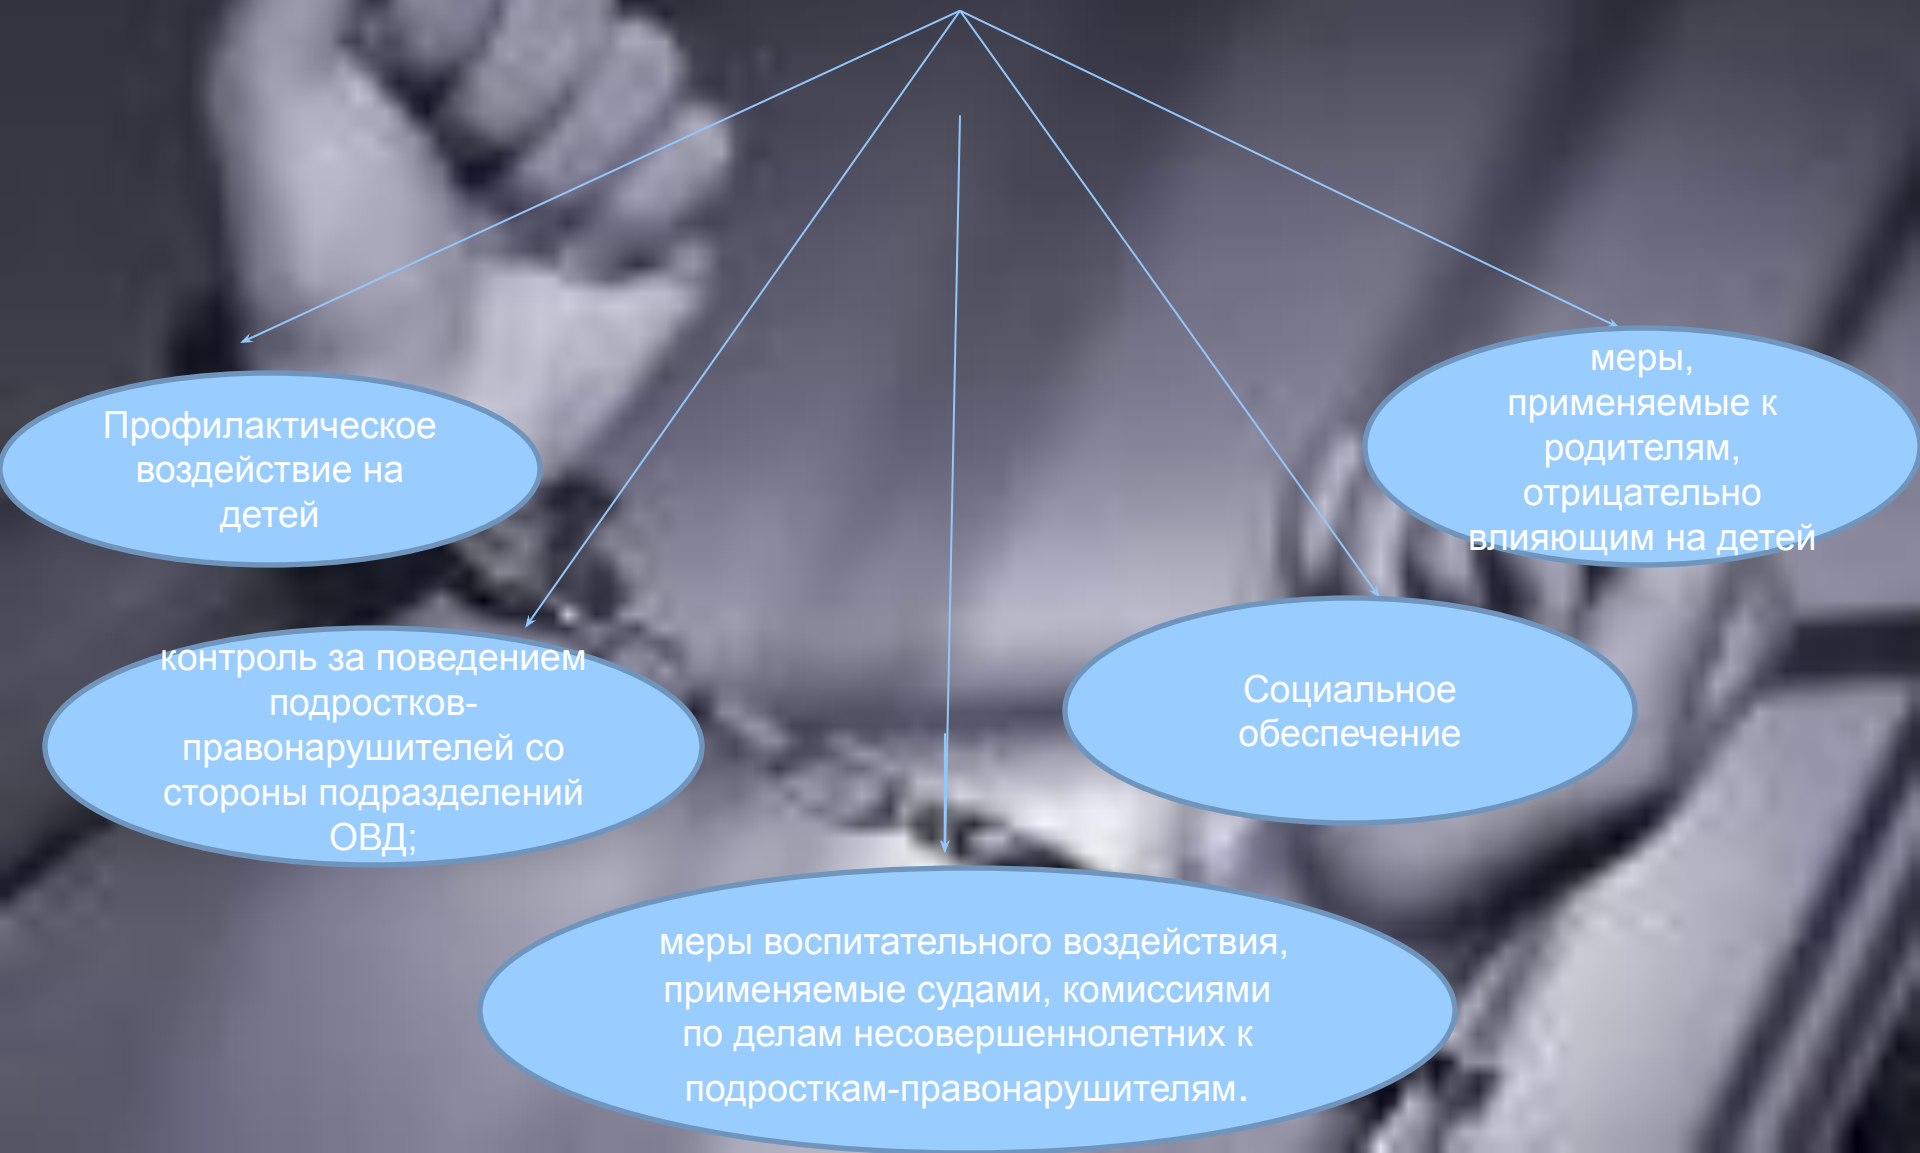 Профилактическое
воздействие на
детей
меры,
применяемые к
родителям,
отрицательно
влияющим на детей
контроль за поведением
подростков-
правонарушителей со
стороны подразделений
ОВД;
Социальное
обеспечение
меры воспитательного воздействия,
применяемые судами, комиссиями
по делам несовершеннолетних к
подросткам-правонарушителям.